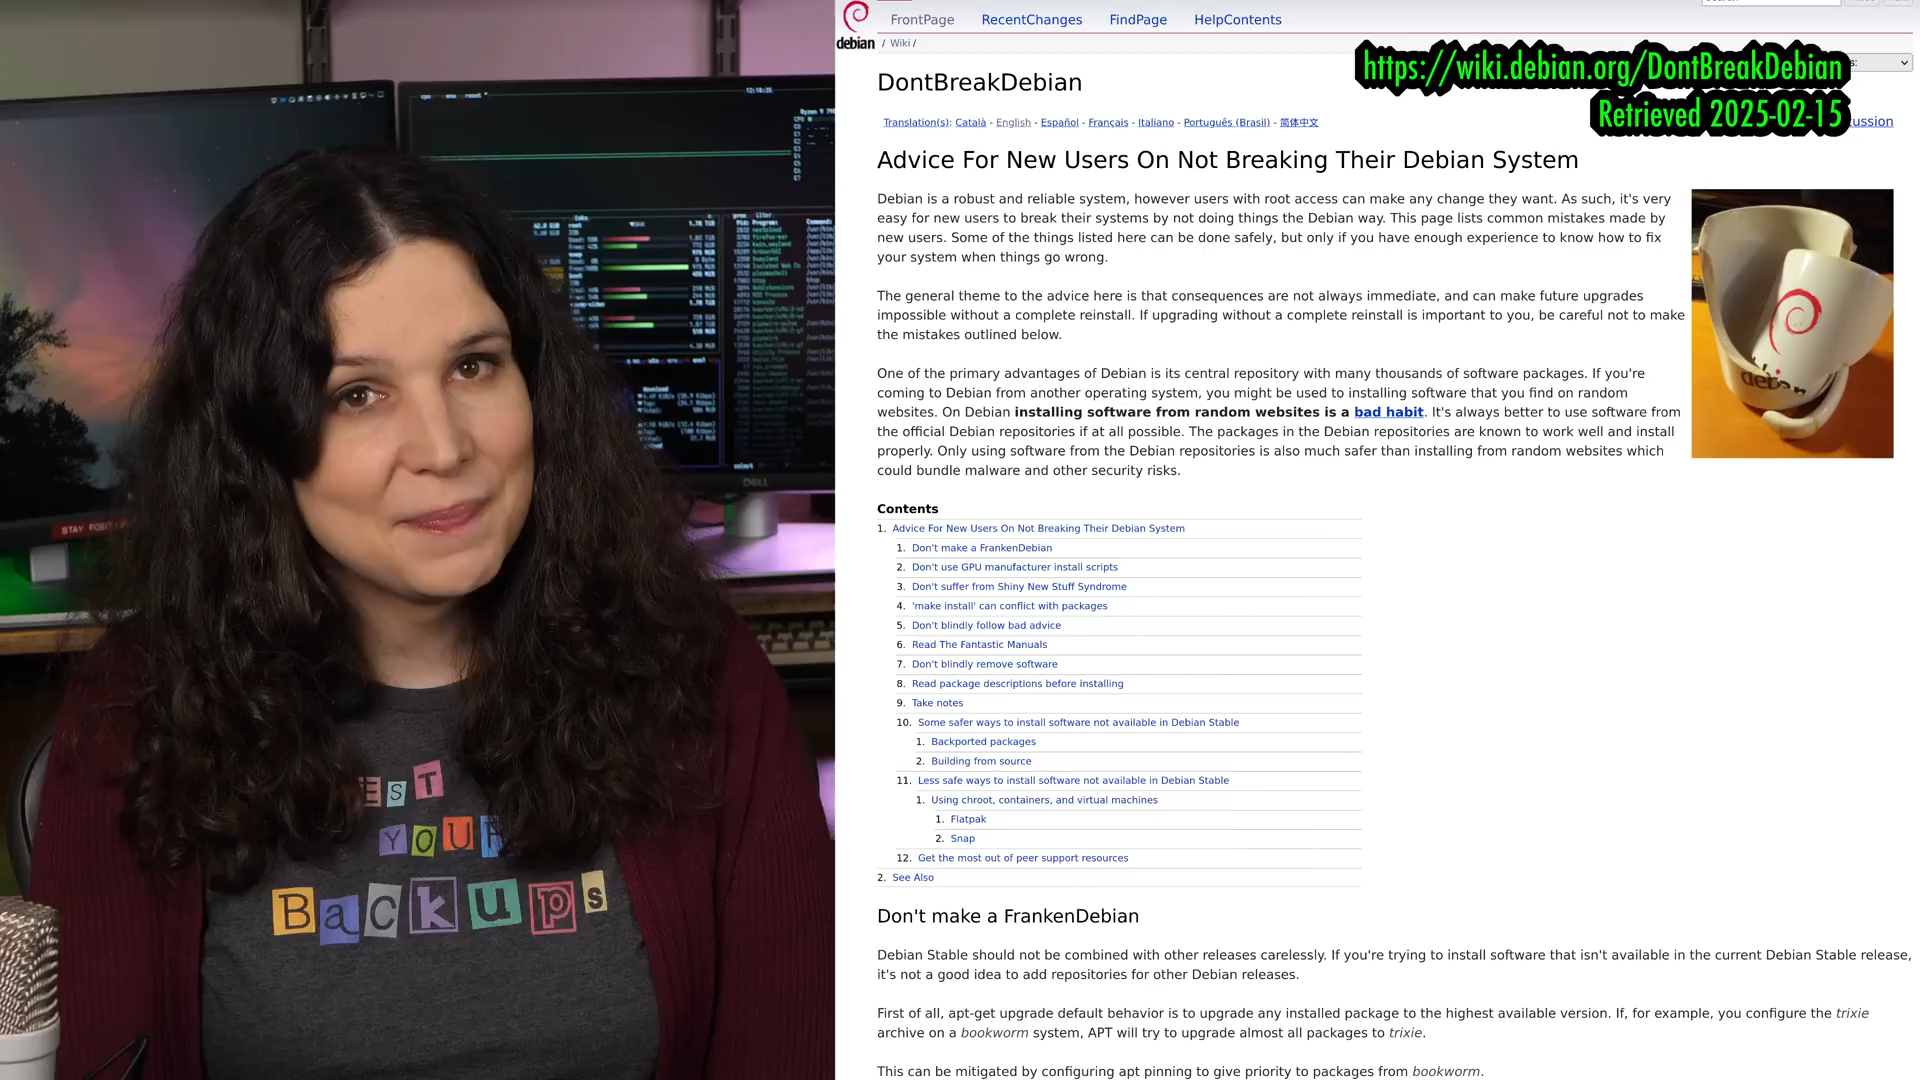 FrontPage RecentChanges FindPage HelpContents
debian / Wiki /
https://wiki.debian.org/DontBreakDebian
Retrieved 2025-02-15
DontBreakDebian
Translation(s): Català - English - Español - Français - Italiano - Português (Brasil) - 简体中文
ussion
Advice For New Users On Not Breaking Their Debian System
Debian is a robust and reliable system, however users with root access can make any change they want. As such, it's very
easy for new users to break their systems by not doing things the Debian way. This page lists common mistakes made by
new users. Some of the things listed here can be done safely, but only if you have enough experience to know how to fix
your system when things go wrong.
The general theme to the advice here is that consequences are not always immediate, and can make future upgrades
impossible without a complete reinstall. If upgrading without a complete reinstall is important to you, be careful not to make
the mistakes outlined below.
One of the primary advantages of Debian is its central repository with many thousands of software packages. If you're
coming to Debian from another operating system, you might be used to installing software that you find on random
websites. On Debian installing software from random websites is a bad habit. It's always better to use software from
the official Debian repositories if at all possible. The packages in the Debian repositories are known to work well and install
properly. Only using software from the Debian repositories is also much safer than installing from random websites which
could bundle malware and other security risks.
Contents
1. Advice For New Users On Not Breaking Their Debian System
1. Don't make a FrankenDebian
2. Don't use GPU manufacturer install scripts
3. Don't suffer from Shiny New Stuff Syndrome
4. 'make install' can conflict with packages
5. Don't blindly follow bad advice
6. Read The Fantastic Manuals
7. Don't blindly remove software
8. Read package descriptions before installing
9. Take notes
10. Some safer ways to install software not available in Debian Stable
1. Backported packages
2. Building from source
11. Less safe ways to install software not available in Debian Stable
1. Using chroot, containers, and virtual machines
1. Flatpak
2. Snap
12. Get the most out of peer support resources
2. See Also
Don't make a FrankenDebian
Debian Stable should not be combined with other releases carelessly. If you're trying to install software that isn't available in the current Debian Stable release,
it's not a good idea to add repositories for other Debian releases.
First of all, apt-get upgrade default behavior is to upgrade any installed package to the highest available version. If, for example, you configure the trixie
archive on a bookworm system, APT will try to upgrade almost all packages to trixie.
This can be mitigated by configuring apt pinning to give priority to packages from bookworm.
EST
YOUR
Backups
DELL
STAY